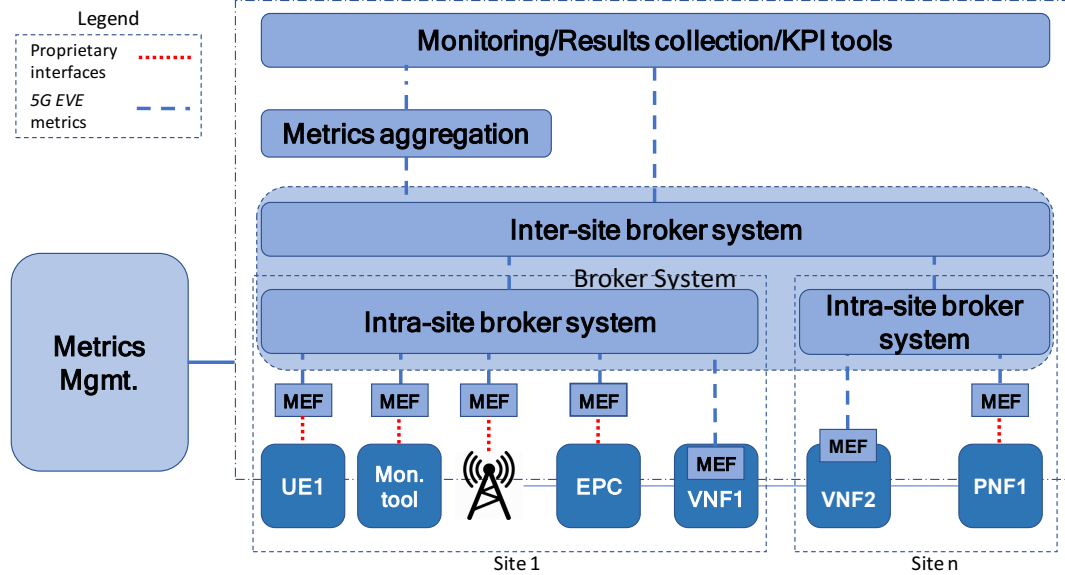 Legend
Proprietary
interfaces
5G EVE
metrics
Monitoring/Results collection/KPI tools
Metrics aggregation
Inter-site broker system
Broker System
Intra-site broker system
Intra-site broker
system
Metrics
Mgmt.
MEF
MEF
MEF
MEF
MEF
MEF
MEF
UE1
Mon.
tool
EPC
VNF1
VNF2
PNF1
Site 1
Site n